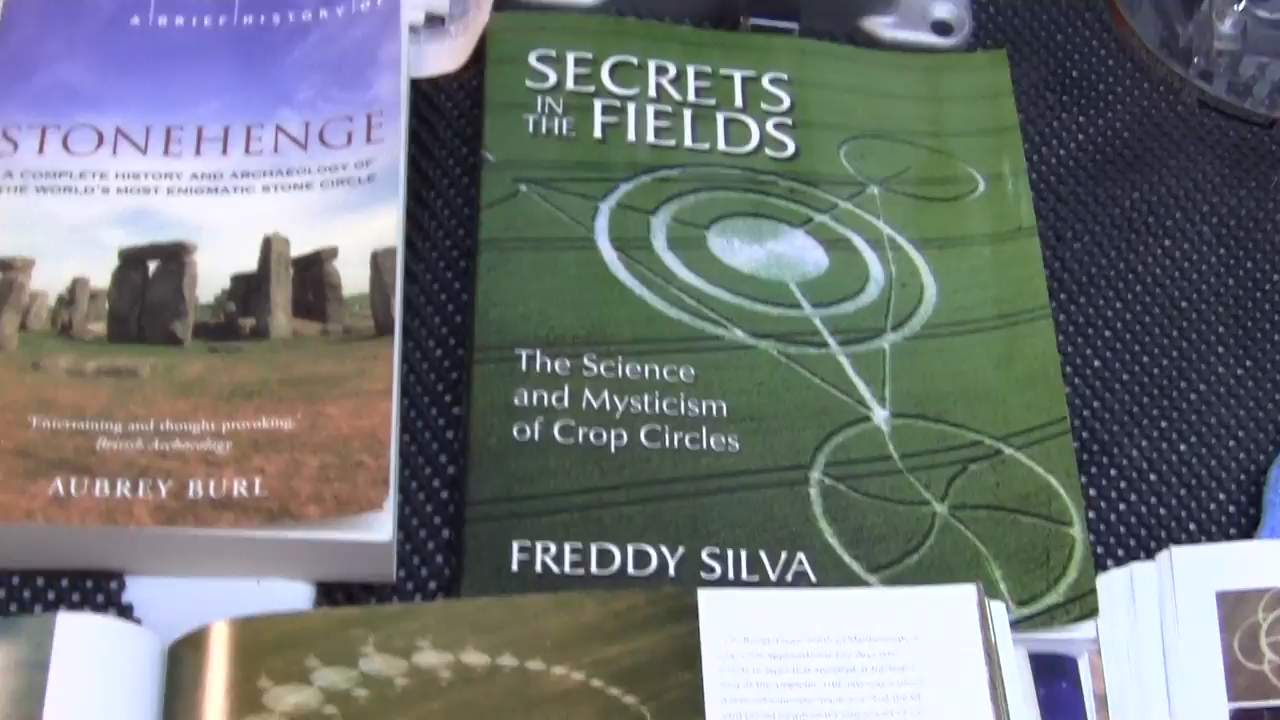 A BRIEF HISTORY OF
STONEHENGE
A COMPLETE HISTORY AND ARCHAEOLOGY OF
THE WORLD'S MOST ENIGMATIC STONE CIRCLE
'Entertaining and thought provoking.'
British Archaeology
AUBREY BURL
SECRETS
IN THE FIELDS
The Science
and Mysticism
of Crop Circles
FREDDY SILVA